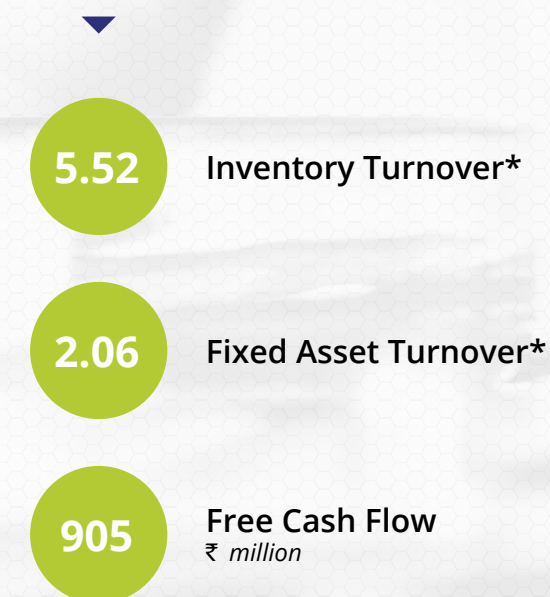 5.52
Inventory Turnover*
2.06
Fixed Asset Turnover*
905
Free Cash Flow
₹ million